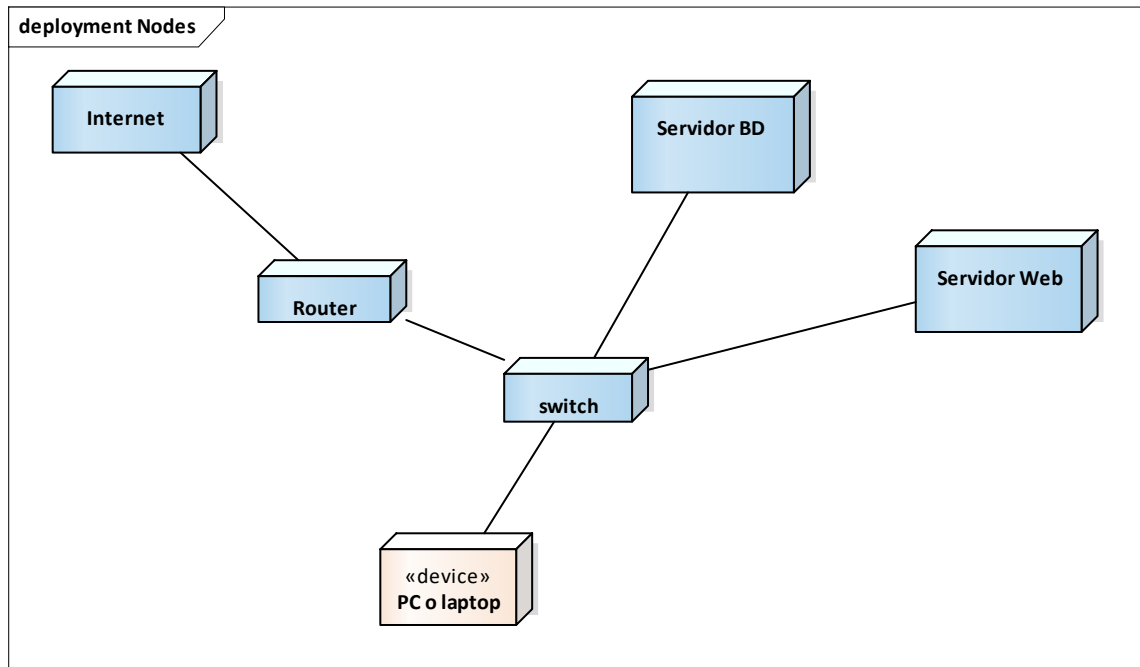 deployment Nodes
Internet
Servidor BD
Servidor Web
Router
switch
«device»
PC o laptop